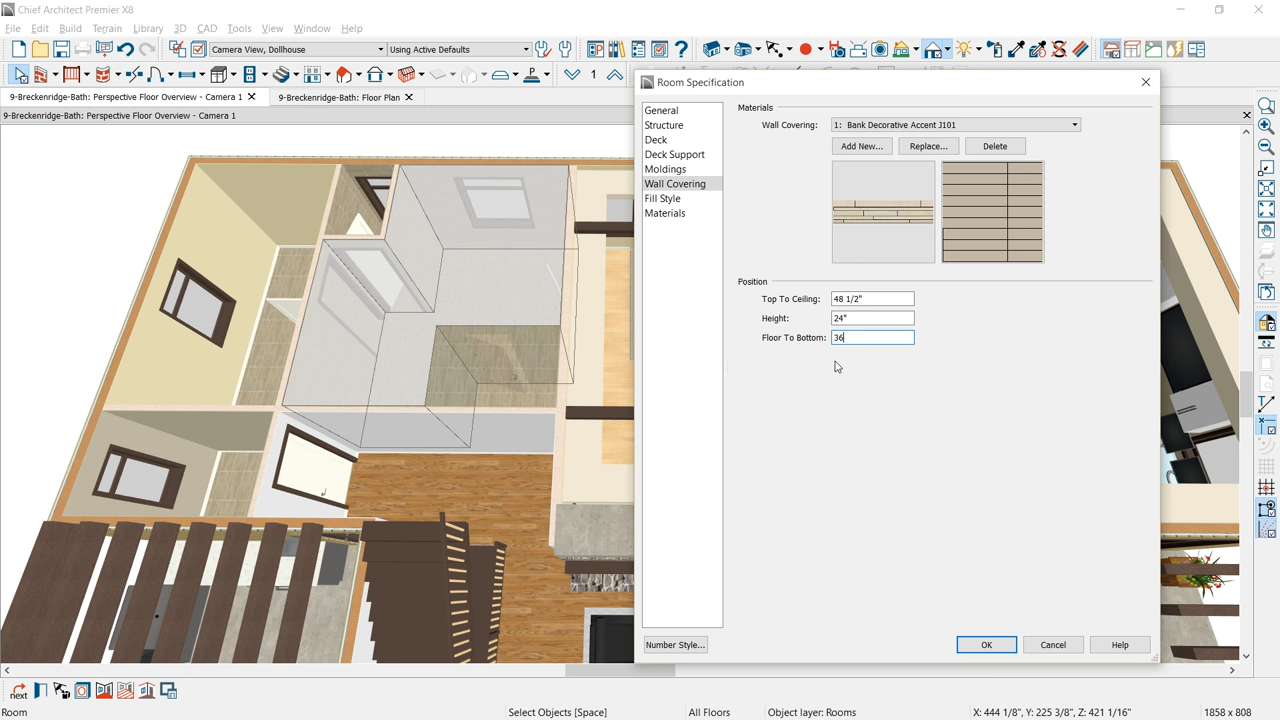 Chief Architect Premier X8
File Edit Build Terrain Library 3D CAD Tools View Window Help
Camera View, Dollhouse Using Active Defaults
1
9-Breckenridge-Bath: Perspective Floor Overview - Camera 1 9-Breckenridge-Bath: Floor Plan
9-Breckenridge-Bath: Perspective Floor Overview - Camera 1
Room Specification
General
Structure
Deck
Deck Support
Moldings
Wall Covering
Fill Style
Materials
Materials
Wall Covering: 1: Bank Decorative Accent J101
Add New... Replace... Delete
Position
Top To Ceiling: 48 1/2"
Height: 24"
Floor To Bottom: 36
Number Style... OK Cancel Help
next
Room Select Objects [Space] All Floors Object layer: Rooms X: 444 1/8", Y: 225 3/8", Z: 421 1/16" 1858 x 808